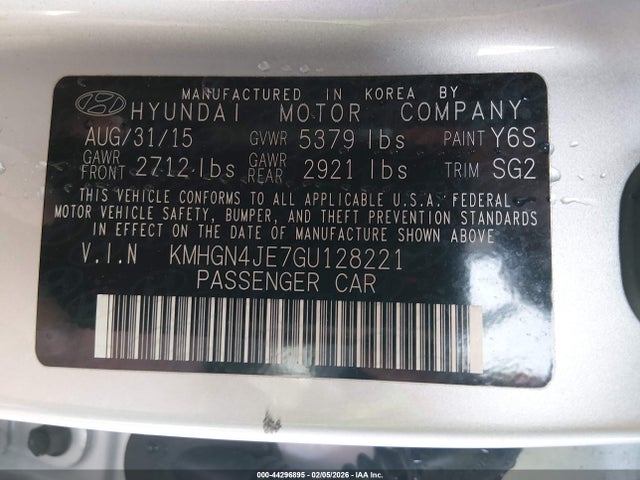 MANUFACTURED IN KOREA BY
HYUNDAI MOTOR COMPANY
AUG/31/15 GVWR 5379 lbs PAINT Y6S
GAWR FRONT 2712 lbs GAWR REAR 2921 lbs TRIM SG2
THIS VEHICLE CONFORMS TO ALL APPLICABLE U.S.A. FEDERAL
MOTOR VEHICLE SAFETY, BUMPER, AND THEFT PREVENTION STANDARDS
IN EFFECT ON THE DATE OF MANUFACTURE SHOWN ABOVE.
V.I.N KMHGN4JE7GU128221
PASSENGER CAR
000-44296895 02/05/2026 IAA Inc.